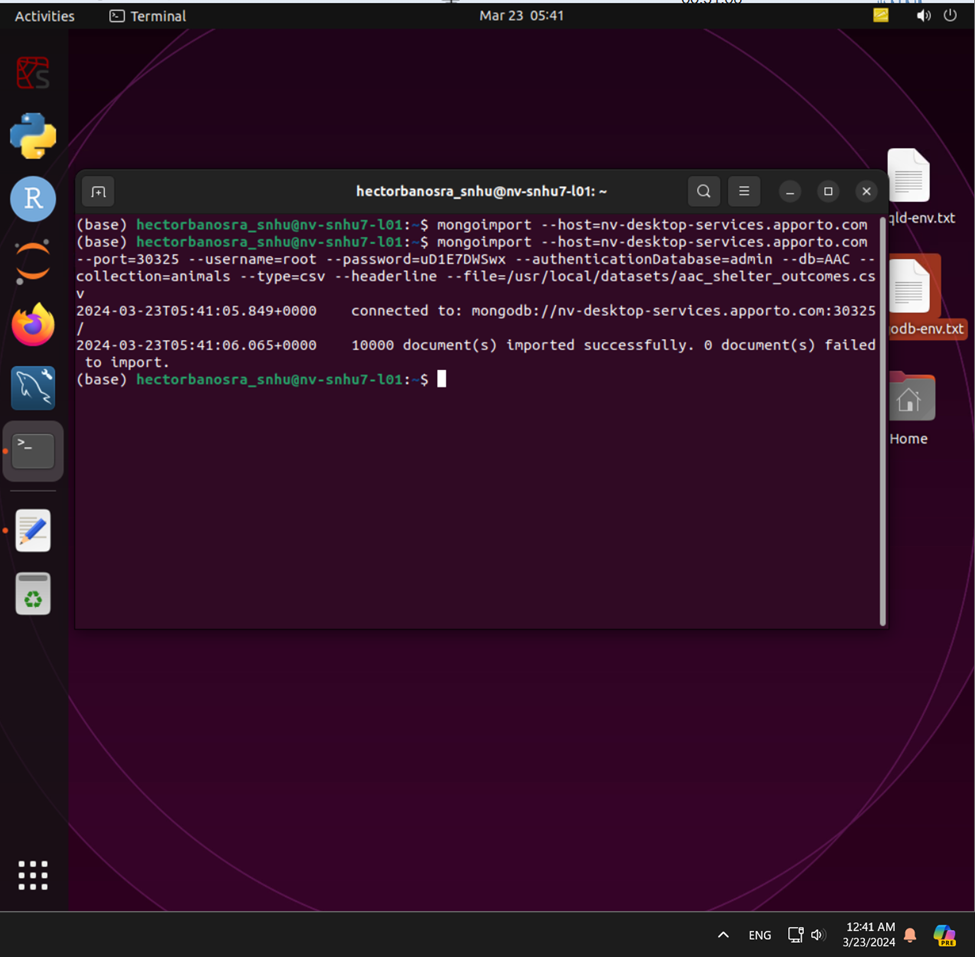 Activities
Terminal
Mar 23 05:41
hectorbanosra_snhu@nv-snhu7-l01: ~
(base) hectorbanosra_snhu@nv-snhu7-l01:~$ mongoimport --host=nv-desktop-services.apporto.com
(base) hectorbanosra_snhu@nv-snhu7-l01:~$ mongoimport --host=nv-desktop-services.apporto.com
--port=30325 --username=root --password=uD1E7DWSwx --authenticationDatabase=admin --db=AAC --
collection=animals --type=csv --headerline --file=/usr/local/datasets/aac_shelter_outcomes.cs
v
2024-03-23T05:41:05.849+0000    connected to: mongodb://nv-desktop-services.apporto.com:30325
/
2024-03-23T05:41:06.065+0000    10000 document(s) imported successfully. 0 document(s) failed
to import.
(base) hectorbanosra_snhu@nv-snhu7-l01:~$
qld-env.txt
odb-env.txt
Home
S
R
>_
ENG
12:41 AM
3/23/2024
PRE